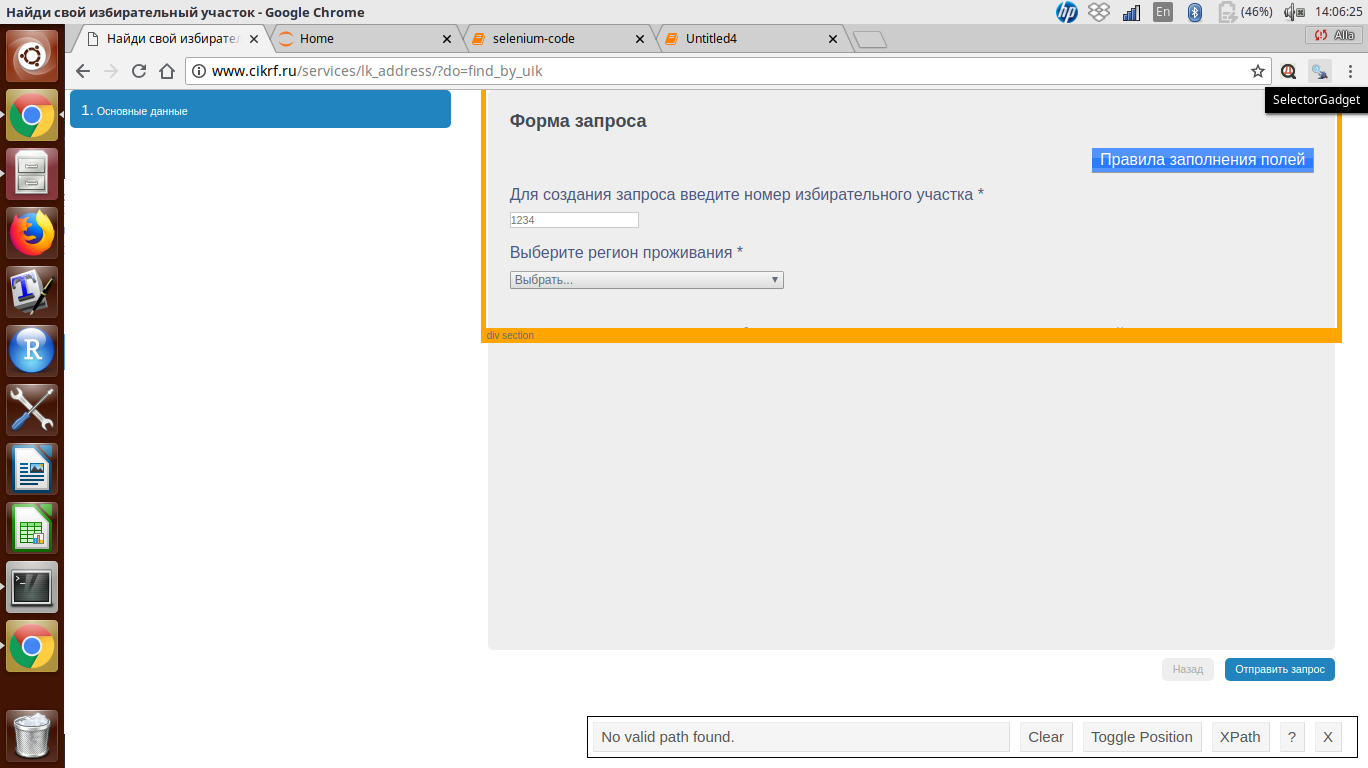 Найди свой избирательный участок - Google Chrome
En
(46%)
14:06:25
Найди свой избирате
Home
selenium-code
Untitled4
Alla
www.cikrf.ru/services/lk_address/?do=find_by_uik
SelectorGadget
1. Основные данные
Форма запроса
Правила заполнения полей
Для создания запроса введите номер избирательного участка *
1234
Выберите регион проживания *
Выбрать...
div section
Назад
Отправить запрос
No valid path found.
Clear
Toggle Position
XPath
?
X